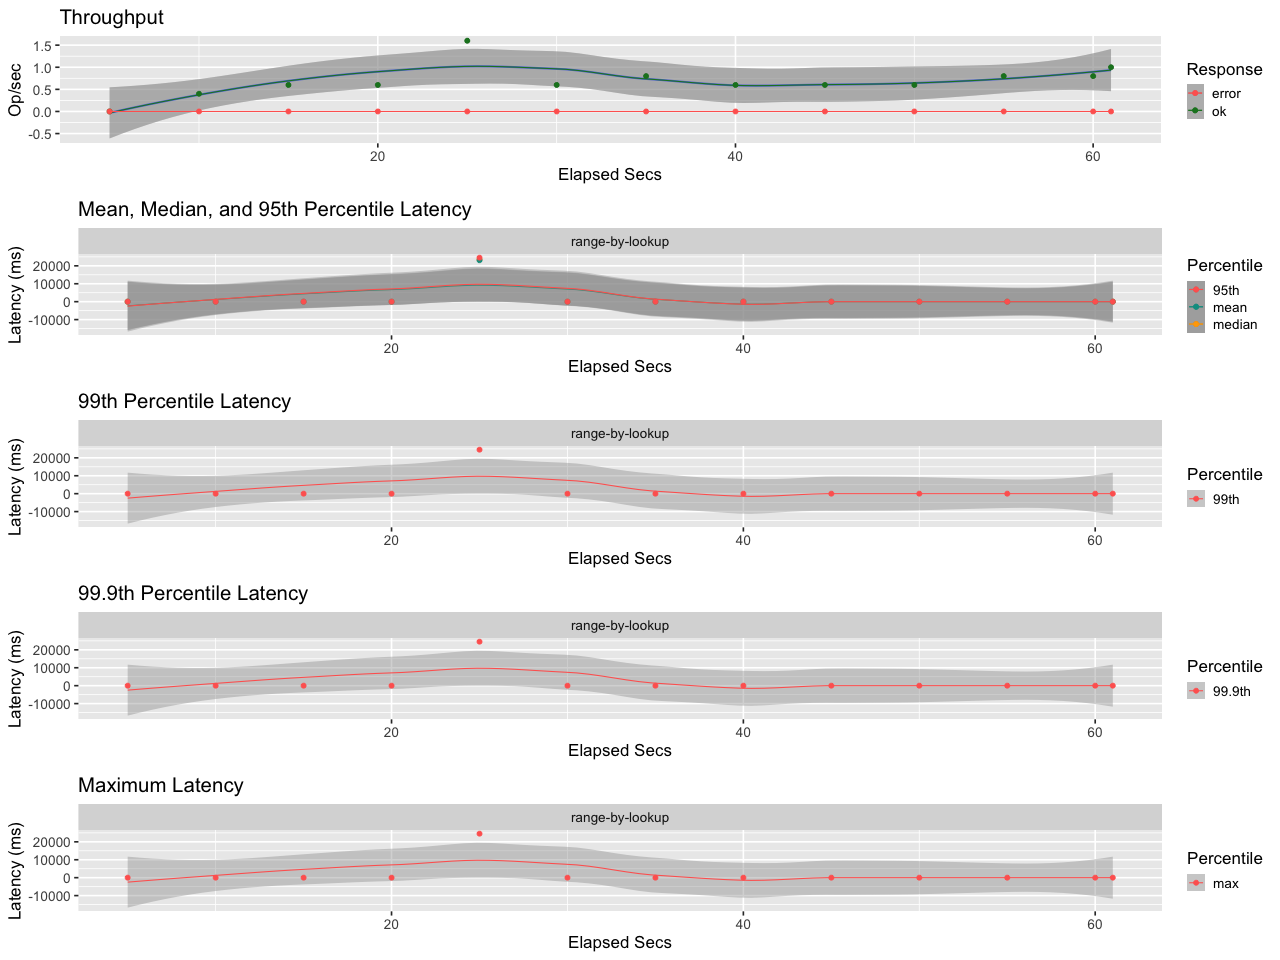 Throughput
1.5
1.0
0.5
0.0
-0.5
Op/sec
20 40 60
Elapsed Secs
Response
error
ok
Mean, Median, and 95th Percentile Latency
range-by-lookup
20000
10000
0
-10000
Latency (ms)
20 40 60
Elapsed Secs
Percentile
95th
mean
median
99th Percentile Latency
range-by-lookup
20000
10000
0
-10000
Latency (ms)
20 40 60
Elapsed Secs
Percentile
99th
99.9th Percentile Latency
range-by-lookup
20000
10000
0
-10000
Latency (ms)
20 40 60
Elapsed Secs
Percentile
99.9th
Maximum Latency
range-by-lookup
20000
10000
0
-10000
Latency (ms)
20 40 60
Elapsed Secs
Percentile
max